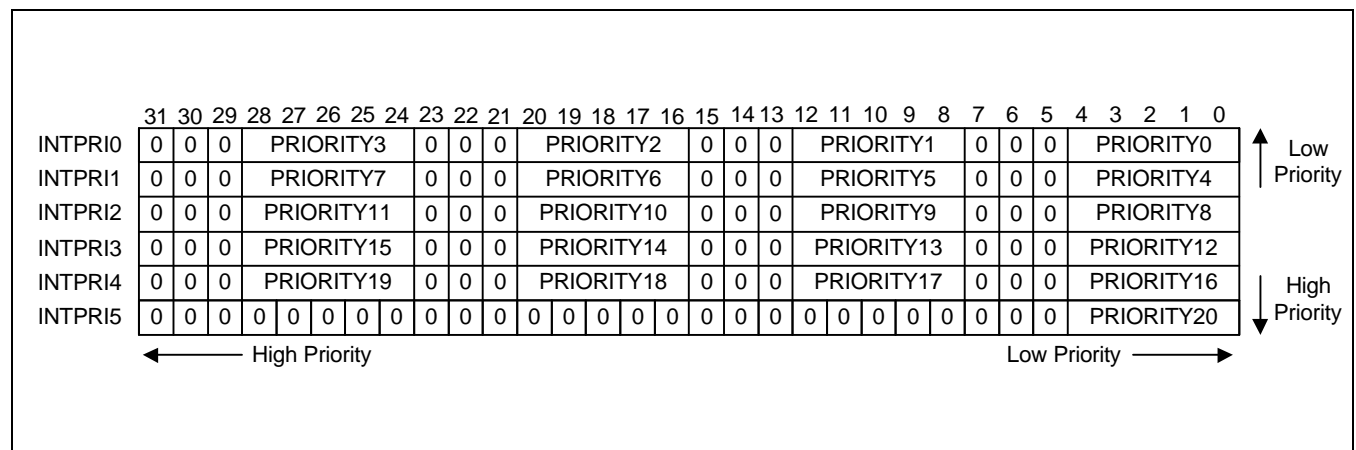 31 30 29 28 27 26 25 24 23 22 21 20 19 18 17 16 15 14 13 12 11 10 9 8 7 6 5 4 3 2 1 0
INTPRI0 0 0 0 PRIORITY3 0 0 0 PRIORITY2 0 0 0 PRIORITY1 0 0 0 PRIORITY0
INTPRI1 0 0 0 PRIORITY7 0 0 0 PRIORITY6 0 0 0 PRIORITY5 0 0 0 PRIORITY4
Low
Priority
INTPRI2 0 0 0 PRIORITY11 0 0 0 PRIORITY10 0 0 0 PRIORITY9 0 0 0 PRIORITY8
INTPRI3 0 0 0 PRIORITY15 0 0 0 PRIORITY14 0 0 0 PRIORITY13 0 0 0 PRIORITY12
INTPRI4 0 0 0 PRIORITY19 0 0 0 PRIORITY18 0 0 0 PRIORITY17 0 0 0 PRIORITY16
INTPRI5 0 0 0 0 0 0 0 0 0 0 0 0 0 0 0 0 0 0 0 0 0 0 0 0 0 0 0 PRIORITY20
High
Priority
High Priority
Low Priority